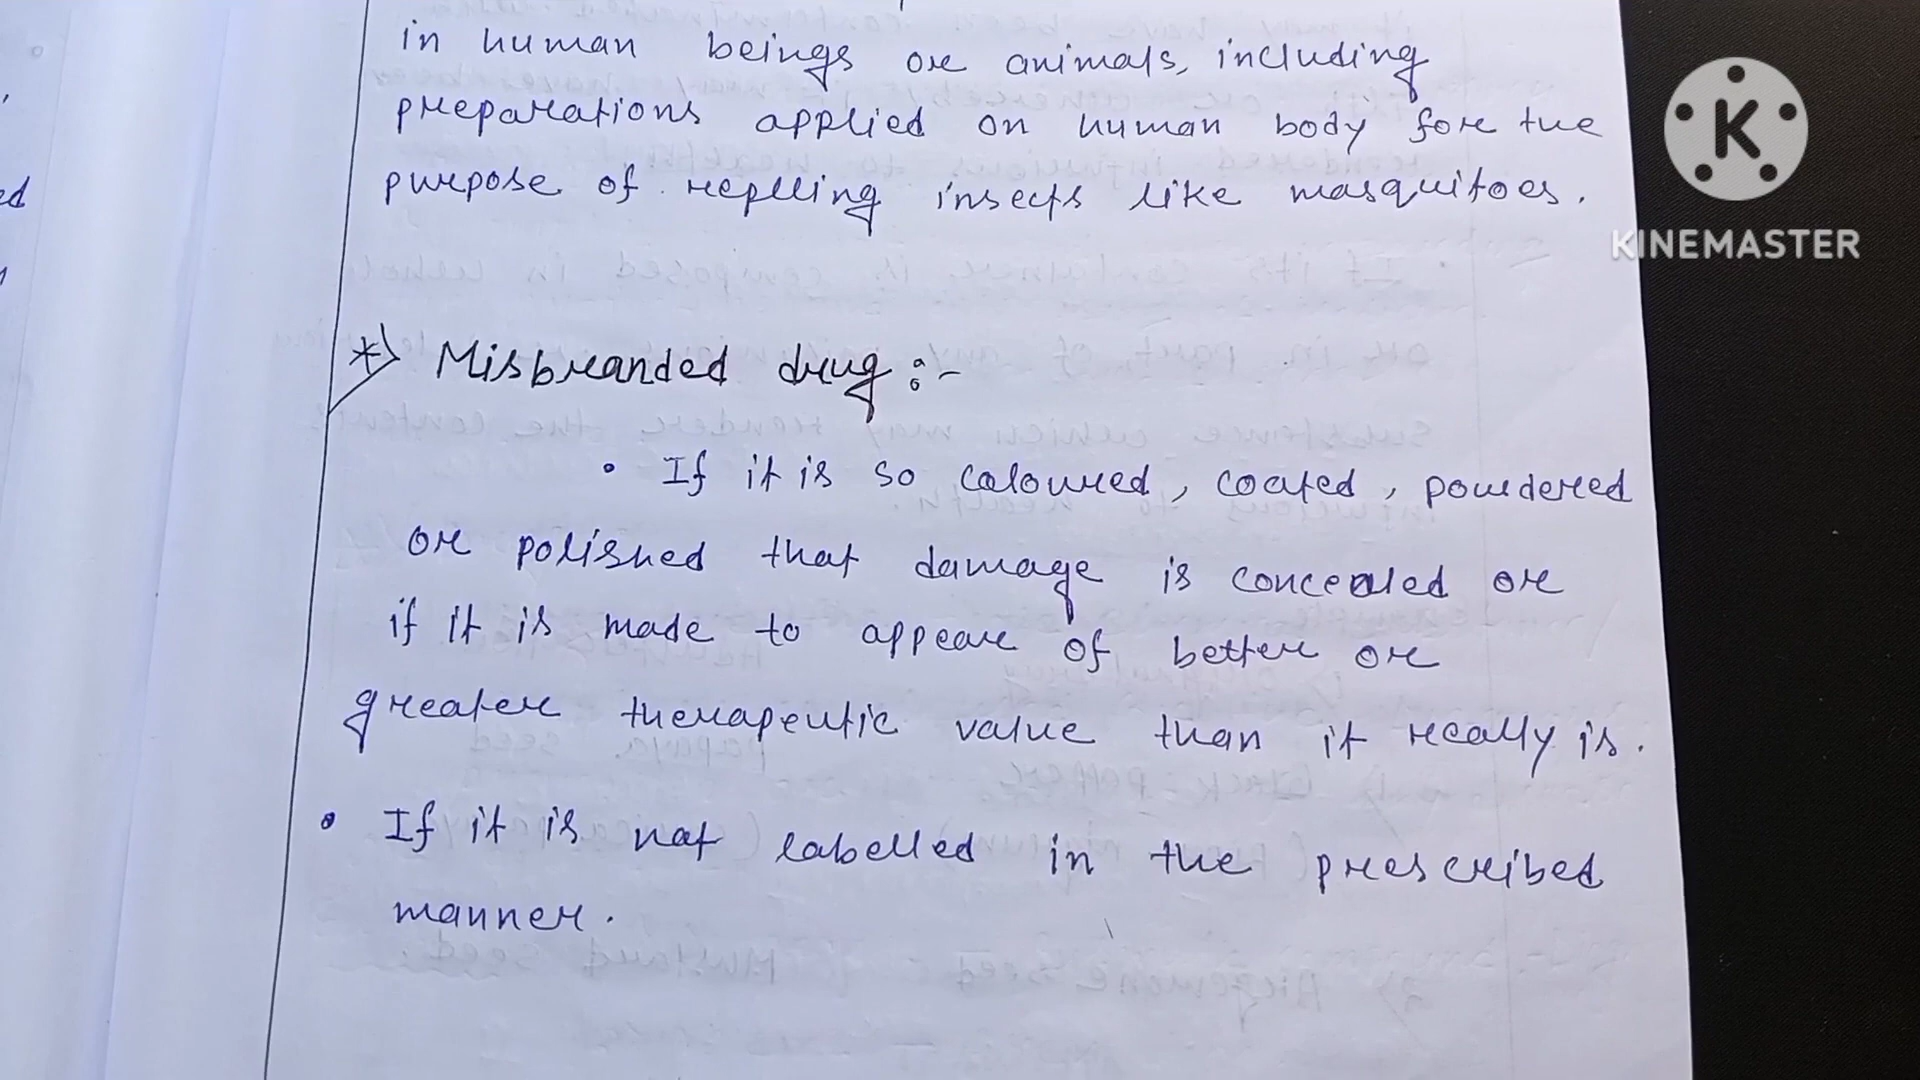 in human beings or animals, including
preparations applied on human body for the
purpose of replling insects like masquitoes.
*) Misbranded drug :-
• If it is so coloured, coated, powdered
or polished that damage is concealed or
if it is made to appear of better or
greater therapeutic value than it really is.
• If it is not labelled in the prescribed
manner.
ed
K
KINEMASTER